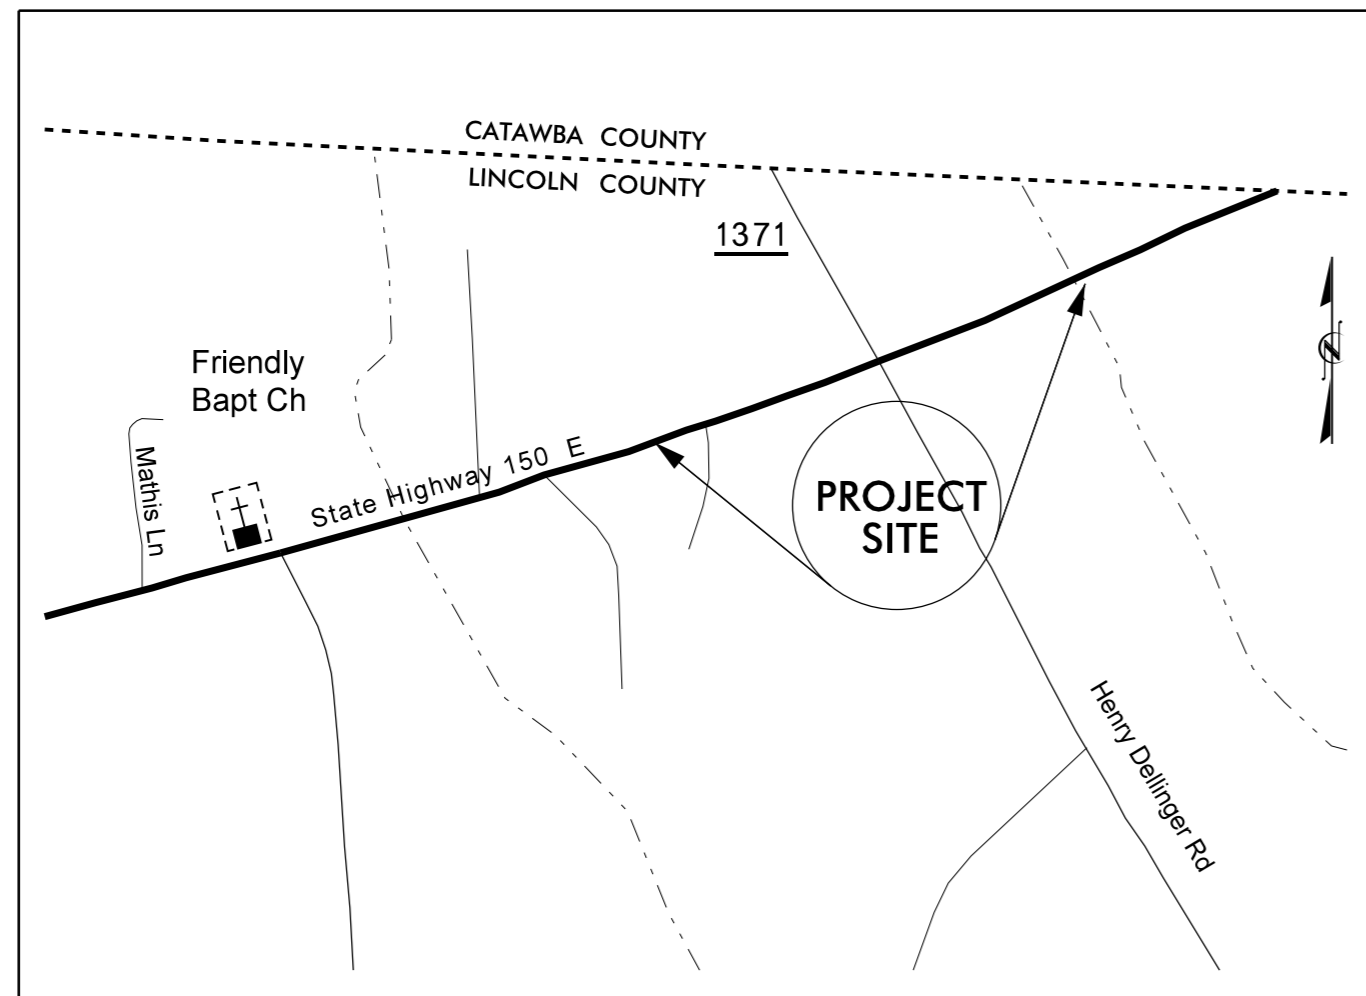 CATAWBA COUNTY
LINCOLN COUNTY
1371
Friendly
Bapt Ch
Mathis Ln
State Highway 150 E
PROJECT
SITE
Henry Dellinger Rd
N